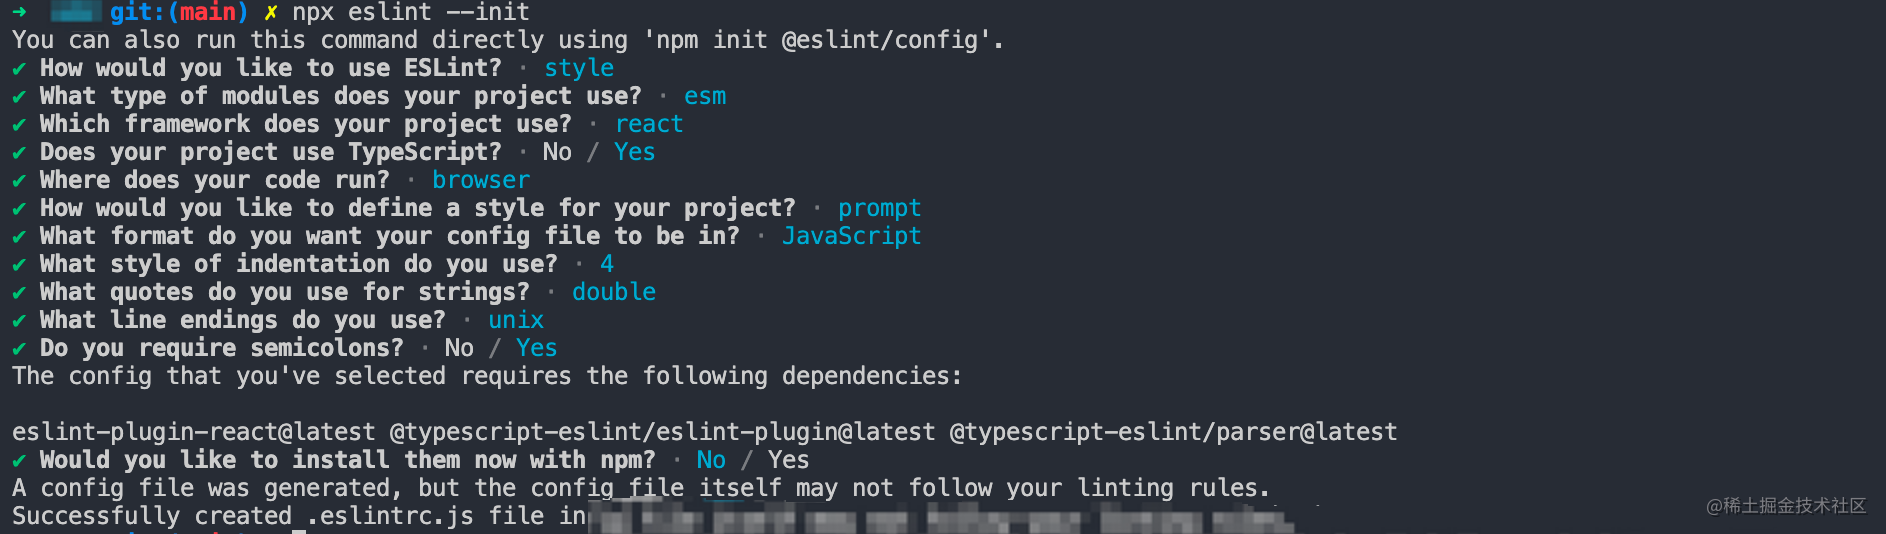 ➜ git:(main) ✗ npx eslint --init
You can also run this command directly using 'npm init @eslint/config'.
✔ How would you like to use ESLint? · style
✔ What type of modules does your project use? · esm
✔ Which framework does your project use? · react
✔ Does your project use TypeScript? · No / Yes
✔ Where does your code run? · browser
✔ How would you like to define a style for your project? · prompt
✔ What format do you want your config file to be in? · JavaScript
✔ What style of indentation do you use? · 4
✔ What quotes do you use for strings? · double
✔ What line endings do you use? · unix
✔ Do you require semicolons? · No / Yes
The config that you've selected requires the following dependencies:
eslint-plugin-react@latest @typescript-eslint/eslint-plugin@latest @typescript-eslint/parser@latest
✔ Would you like to install them now with npm? · No / Yes
A config file was generated, but the config file itself may not follow your linting rules.
Successfully created .eslintrc.js file in
@稀土掘金技术社区